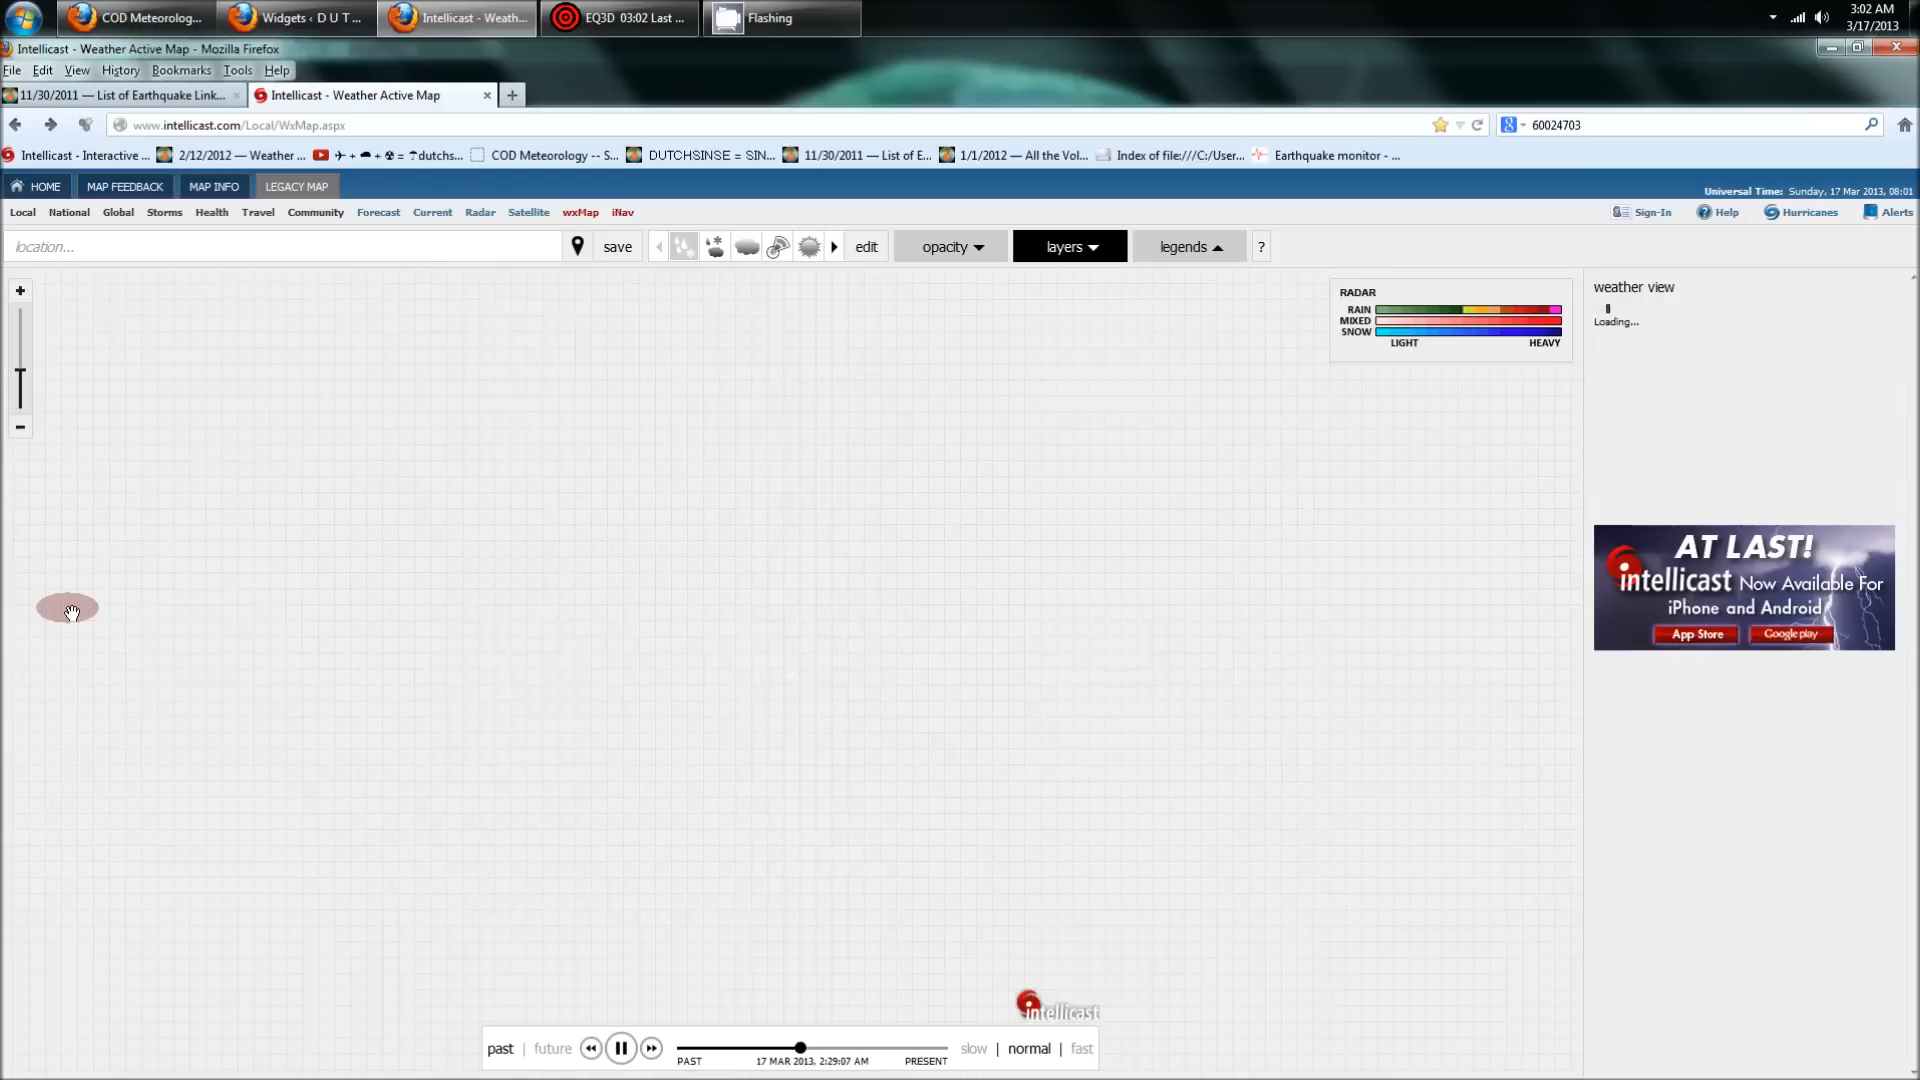 COD Meteorolog...
Widgets ‹ D U T ...
Intellicast - Weath...
EQ3D 03:02 Last ...
Flashing
3:02 AM
3/17/2013
Intellicast - Weather Active Map - Mozilla Firefox
File Edit View History Bookmarks Tools Help
11/30/2011 — List of Earthquake Link...
Intellicast - Weather Active Map
www.intellicast.com/Local/WxMap.aspx
60024703
Intellicast - Interactive ...
2/12/2012 — Weather ...
✈ + ☁ + ☢ = ☂dutchs...
COD Meteorology -- S...
DUTCHSINSE = SIN...
11/30/2011 — List of E...
1/1/2012 — All the Vol...
Index of file:///C:/User...
Earthquake monitor - ...
HOME MAP FEEDBACK MAP INFO LEGACY MAP
Universal Time: Sunday, 17 Mar 2013, 08:01
Local National Global Storms Health Travel Community Forecast Current Radar Satellite wxMap iNav
Sign-In Help Hurricanes Alerts
location...
save
edit
opacity
layers
legends
?
+
-
RADAR
RAIN
MIXED
SNOW
LIGHT HEAVY
weather view
Loading...
AT LAST!
intellicast Now Available For
iPhone and Android
App Store Google play
intellicast
past | future
slow | normal | fast
PAST 17 MAR 2013, 2:29:07 AM PRESENT